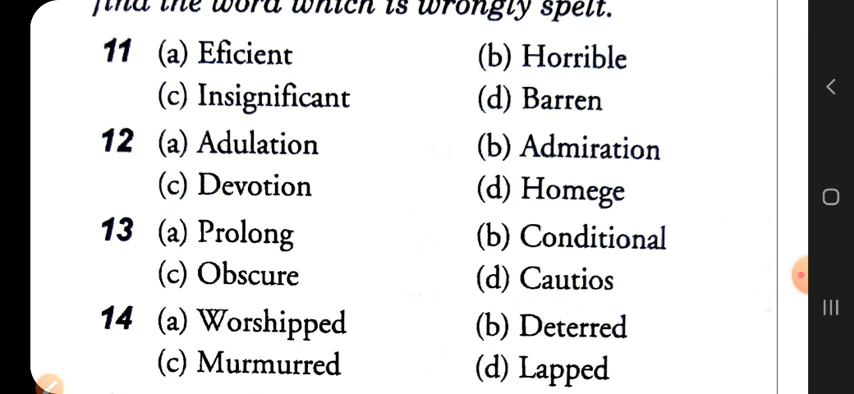 find the word which is wrongly spelt.
11 (a) Eficient (b) Horrible
(c) Insignificant (d) Barren
12 (a) Adulation (b) Admiration
(c) Devotion (d) Homege
13 (a) Prolong (b) Conditional
(c) Obscure (d) Cautios
14 (a) Worshipped (b) Deterred
(c) Murmurred (d) Lapped